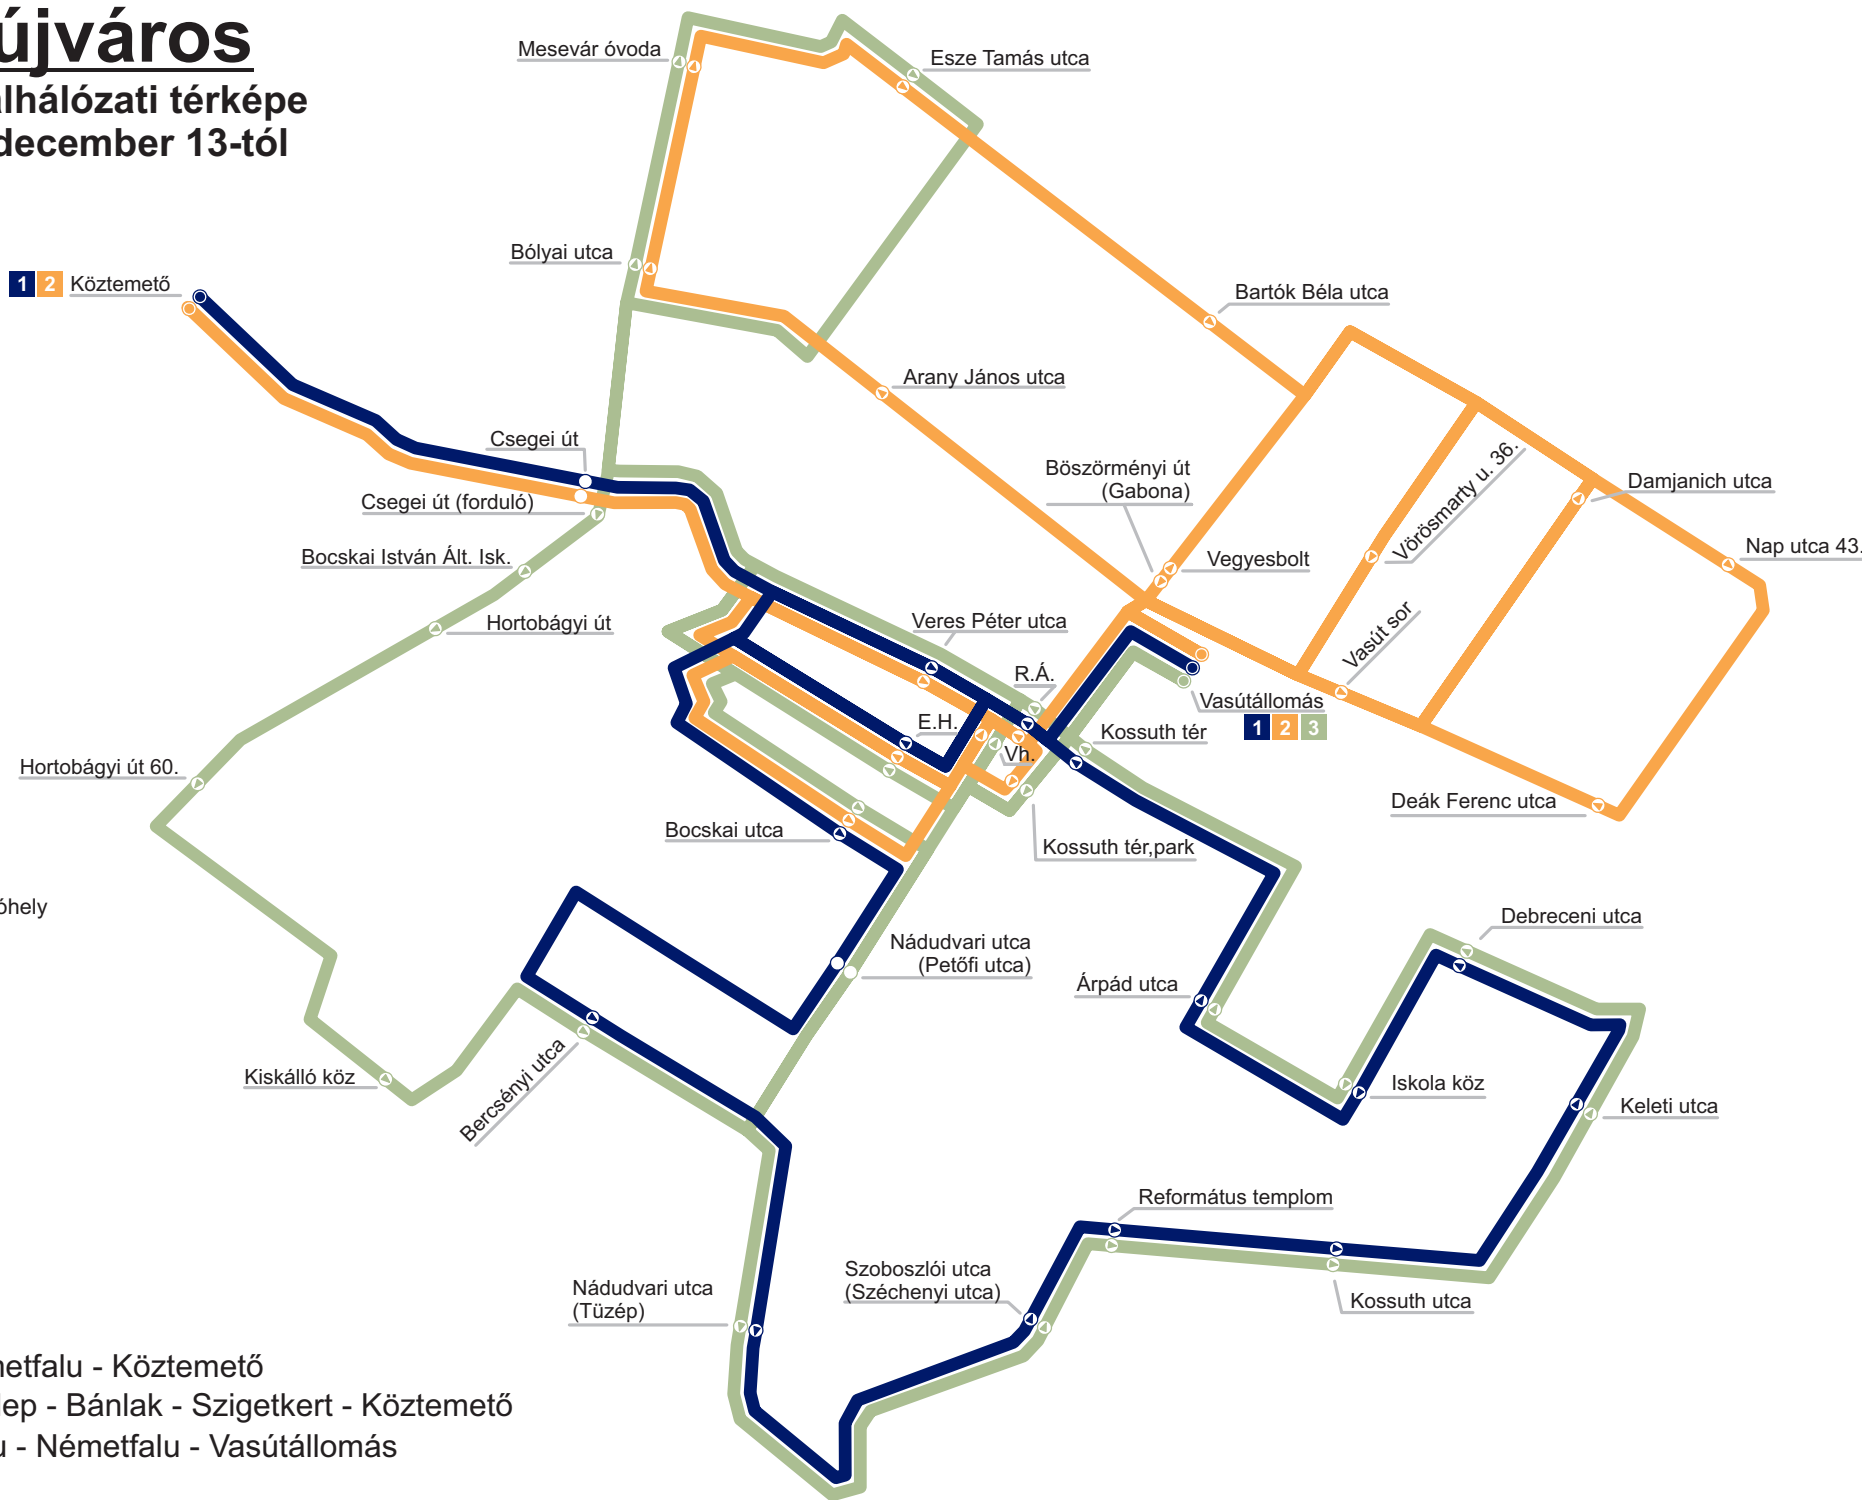 újváros
alhálózati térképe
december 13-tól
Mesevár óvoda
Esze Tamás utca
Bólyai utca
1 2 Köztemető
Bartók Béla utca
Arany János utca
Csegei út
Csegei út (forduló)
Böszörményi út
(Gabona)
Vörösmarty u. 36.
Damjanich utca
Bocskai István Ált. Isk.
Vegyesbolt
Nap utca 43.
Hortobágyi út
Veres Péter utca
Vasút sor
R.Á.
Vasútállomás
1 2 3
E.H.
Vh.
Kossuth tér
Hortobágyi út 60.
Deák Ferenc utca
Bocskai utca
Kossuth tér,park
óhely
Debreceni utca
Nádudvari utca
(Petőfi utca)
Árpád utca
Kiskálló köz
Bercsényi utca
Iskola köz
Keleti utca
Református templom
Szoboszlói utca
(Széchenyi utca)
Nádudvari utca
(Tüzép)
Kossuth utca
netfalu - Köztemető
lep - Bánlak - Szigetkert - Köztemető
u - Németfalu - Vasútállomás